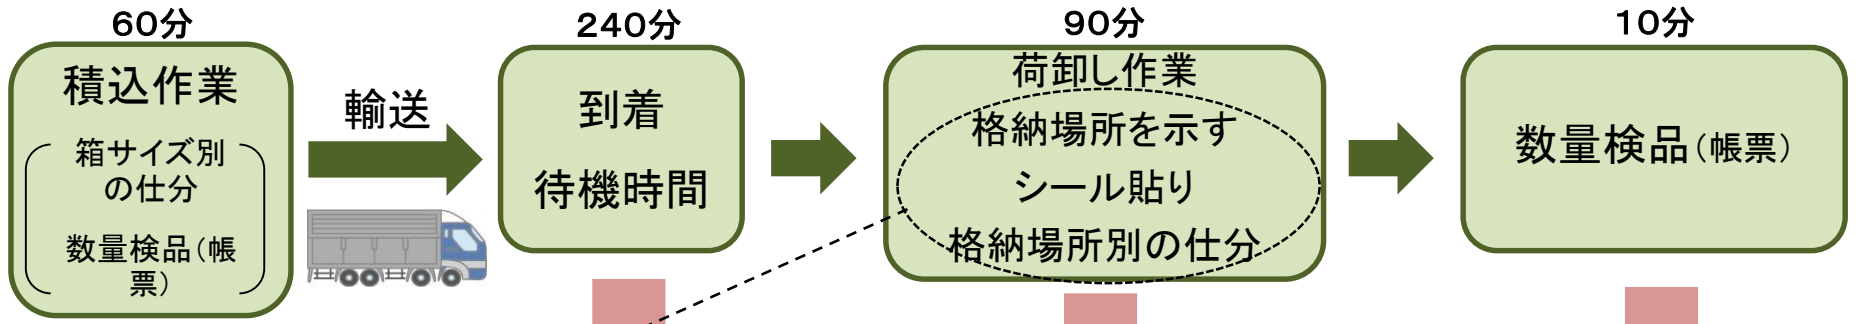 60分
積込作業
箱サイズ別
の仕分
数量検品（帳
票）
輸送
240分
到着
待機時間
90分
荷卸し作業
格納場所を示す
シール貼り
格納場所別の仕分
10分
数量検品（帳票）